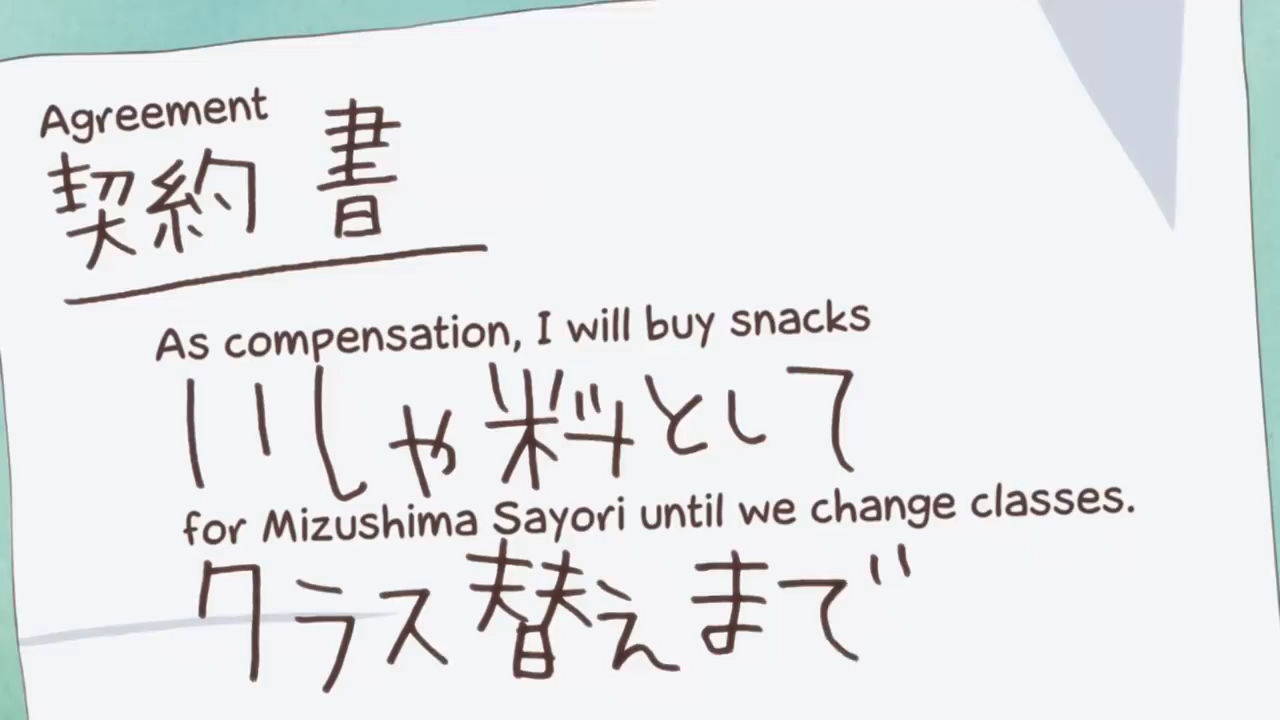 Agreement
契約書
As compensation, I will buy snacks
いしゃ料として
for Mizushima Sayori until we change classes.
クラス替えまで